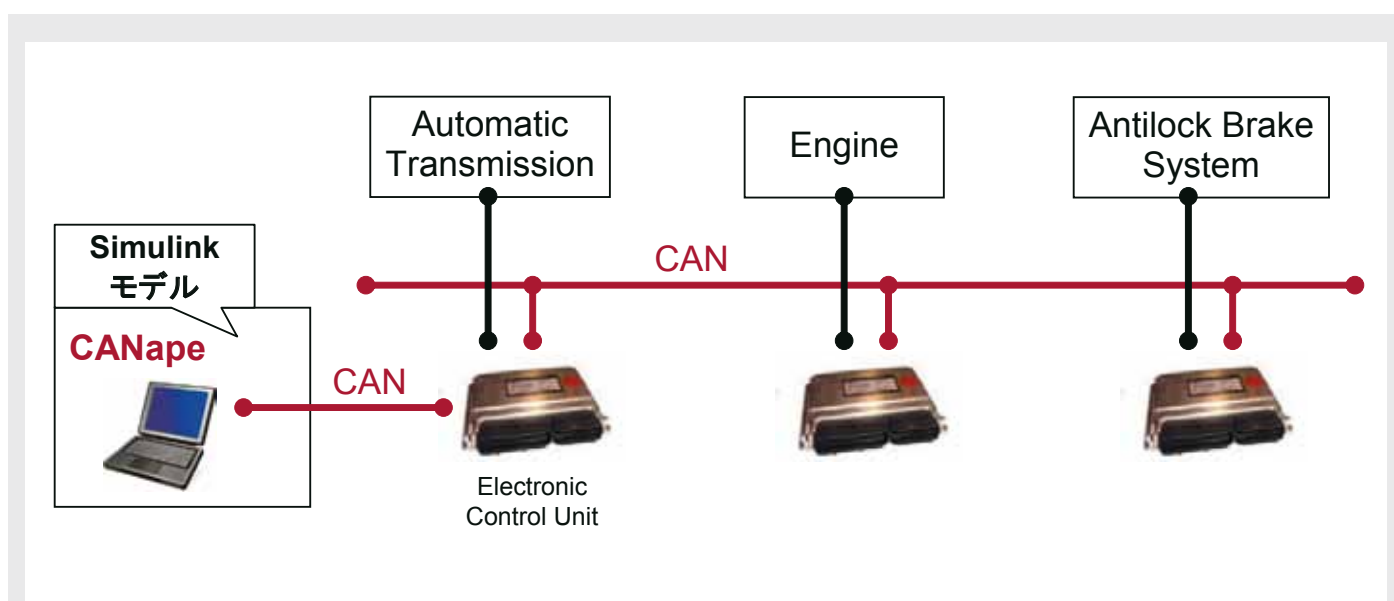 Automatic
Transmission
Engine
Antilock Brake
System
Simulink
モデル
CANape
CAN
CAN
Electronic
Control Unit